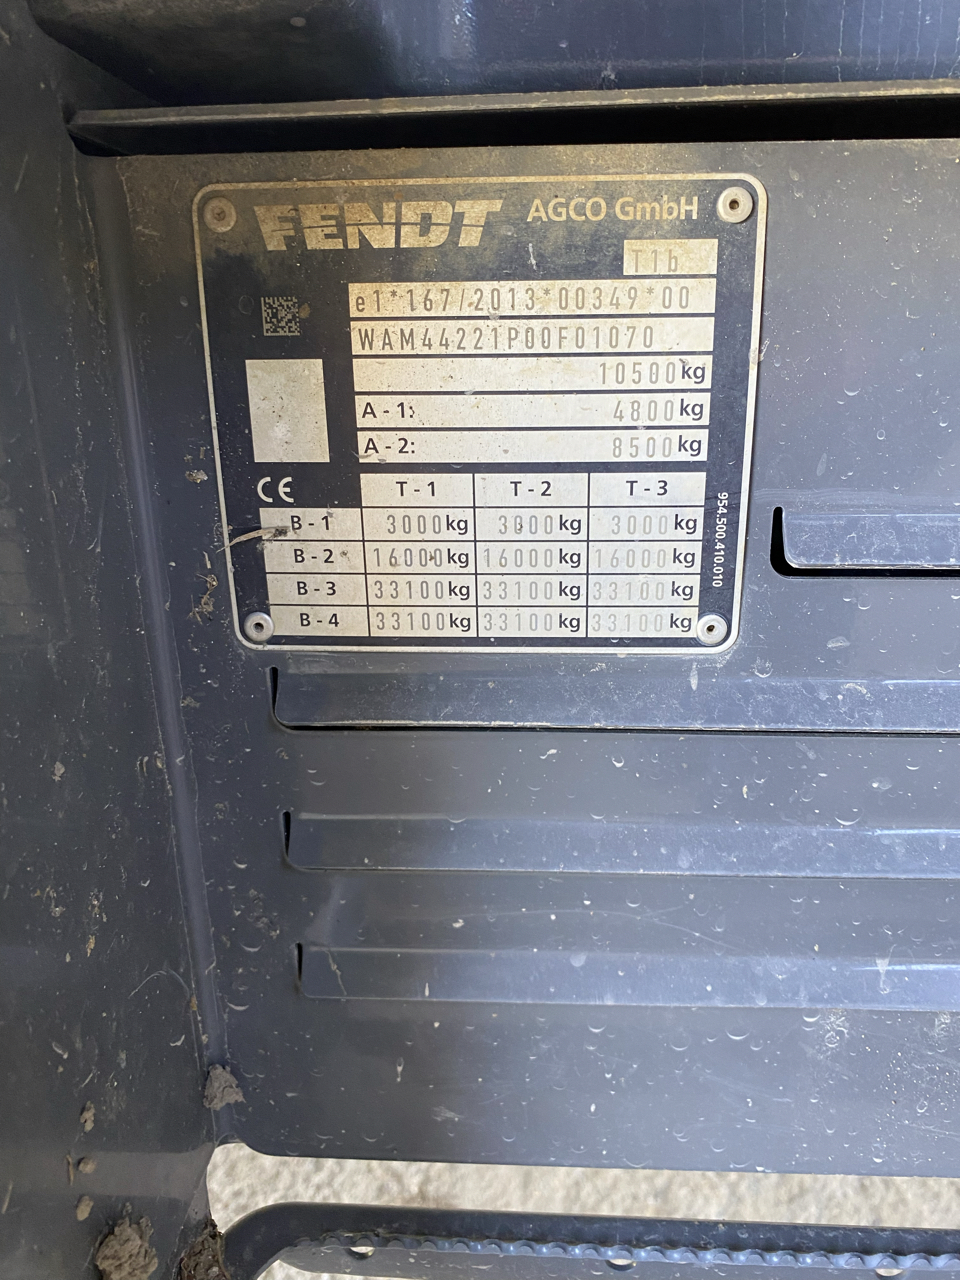 FENDT AGCO GmbH
T1b
e1*167/2013*00349*00
WAM44221P00F01070
10500kg
A - 1: 4800kg
A - 2: 8500kg
CE T - 1 T - 2 T - 3
B - 1 3000kg 3000kg 3000kg
B - 2 16000kg 16000kg 16000kg
B - 3 33100kg 33100kg 33100kg
B - 4 33100kg 33100kg 33100kg
954.500.410.010